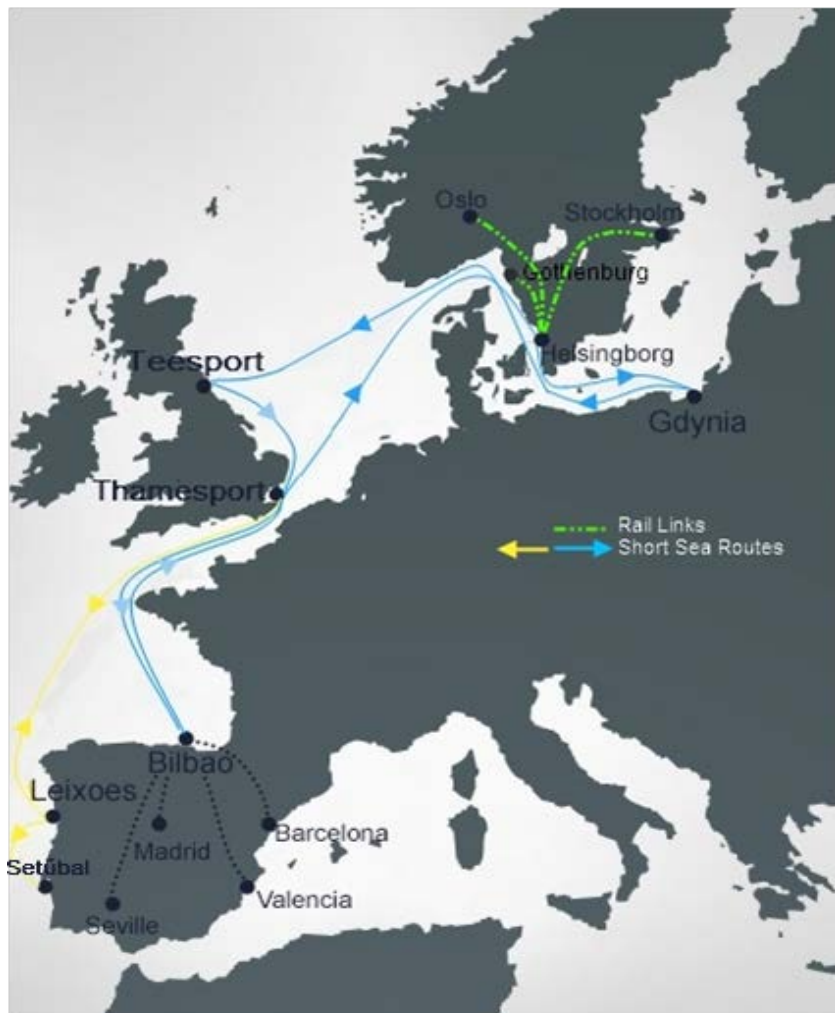 Oslo
Stockholm
Gothenburg
Teesport
Helsingborg
Gdynia
Thamesport
Rail Links
Short Sea Routes
Bilbao
Leixoes
Barcelona
Madrid
Setúbal
Valencia
Seville